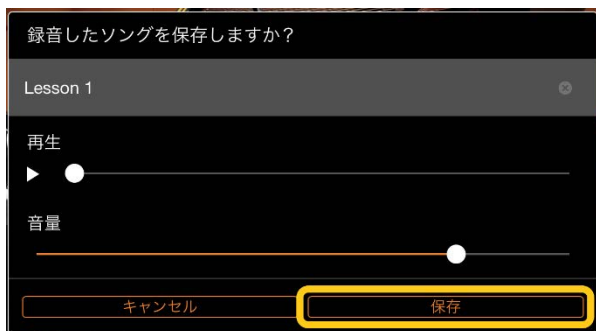 録音したソングを保存しますか？
Lesson 1
再生
音量
キャンセル
保存